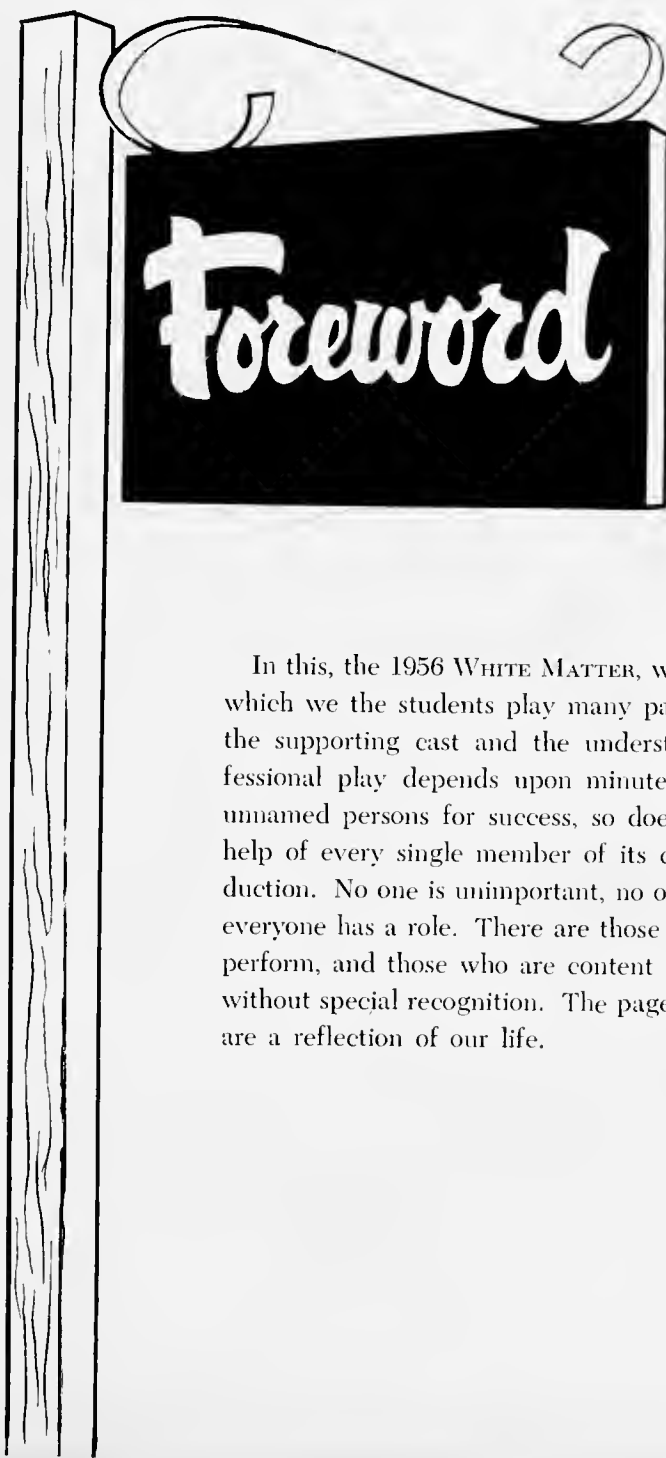 Foreword
In this, the 1956 WHITE MATTER, w
which we the students play many pa
the supporting cast and the underst
fessional play depends upon minute
unnamed persons for success, so doe
help of every single member of its c
duction. No one is unimportant, no o
everyone has a role. There are those
perform, and those who are content
without special recognition. The page
are a reflection of our life.